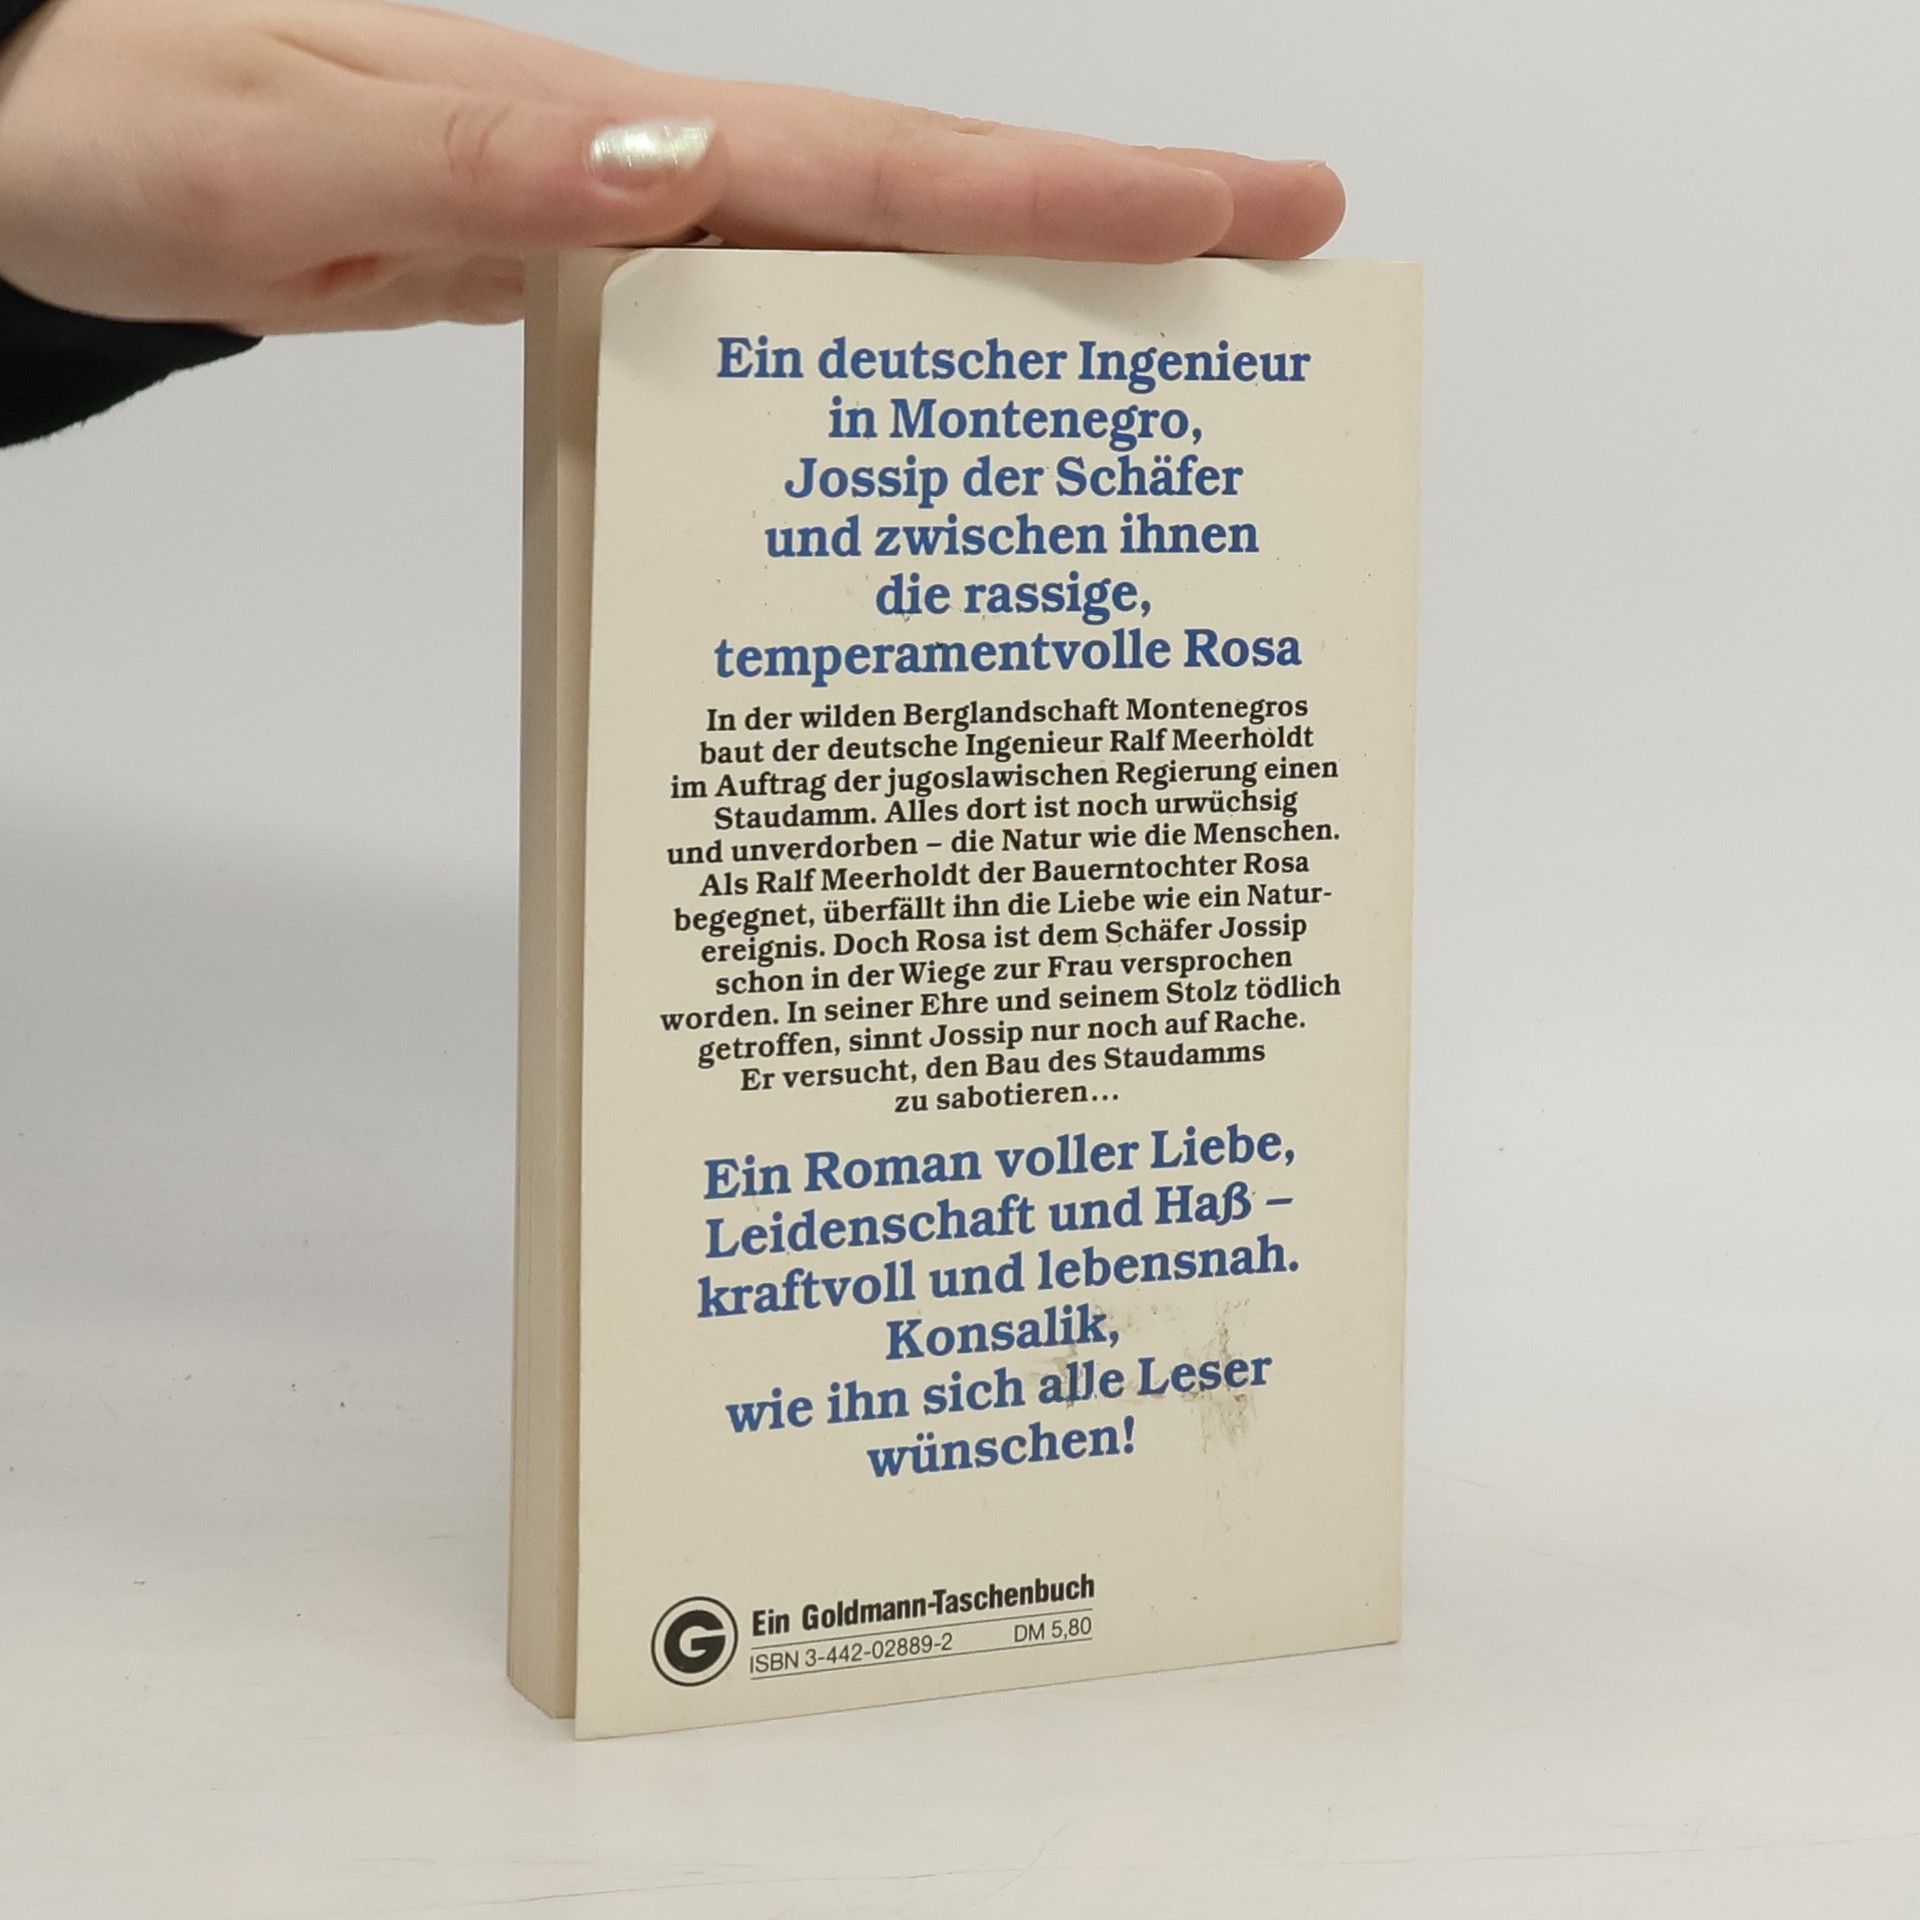 Ein deutscher Ingenieur
in Montenegro,
Jossip der Schäfer
und zwischen ihnen
die rassige,
temperamentvolle Rosa
In der wilden Berglandschaft Montenegros
baut der deutsche Ingenieur Ralf Meerholdt
im Auftrag der jugoslawischen Regierung einen
Staudamm. Alles dort ist noch urwüchsig
und unverdorben – die Natur wie die Menschen.
Als Ralf Meerholdt der Bauerntochter Rosa
begegnet, überfällt ihn die Liebe wie ein Natur-
ereignis. Doch Rosa ist dem Schäfer Jossip
schon in der Wiege zur Frau versprochen
worden. In seiner Ehre und seinem Stolz tödlich
getroffen, sinnt Jossip nur noch auf Rache.
Er versucht, den Bau des Staudamms
zu sabotieren...
Ein Roman voller Liebe,
Leidenschaft und Haß –
kraftvoll und lebensnah.
Konsalik,
wie ihn sich alle Leser
wünschen!
G Ein Goldmann-Taschenbuch
ISBN 3-442-02889-2 DM 5,80